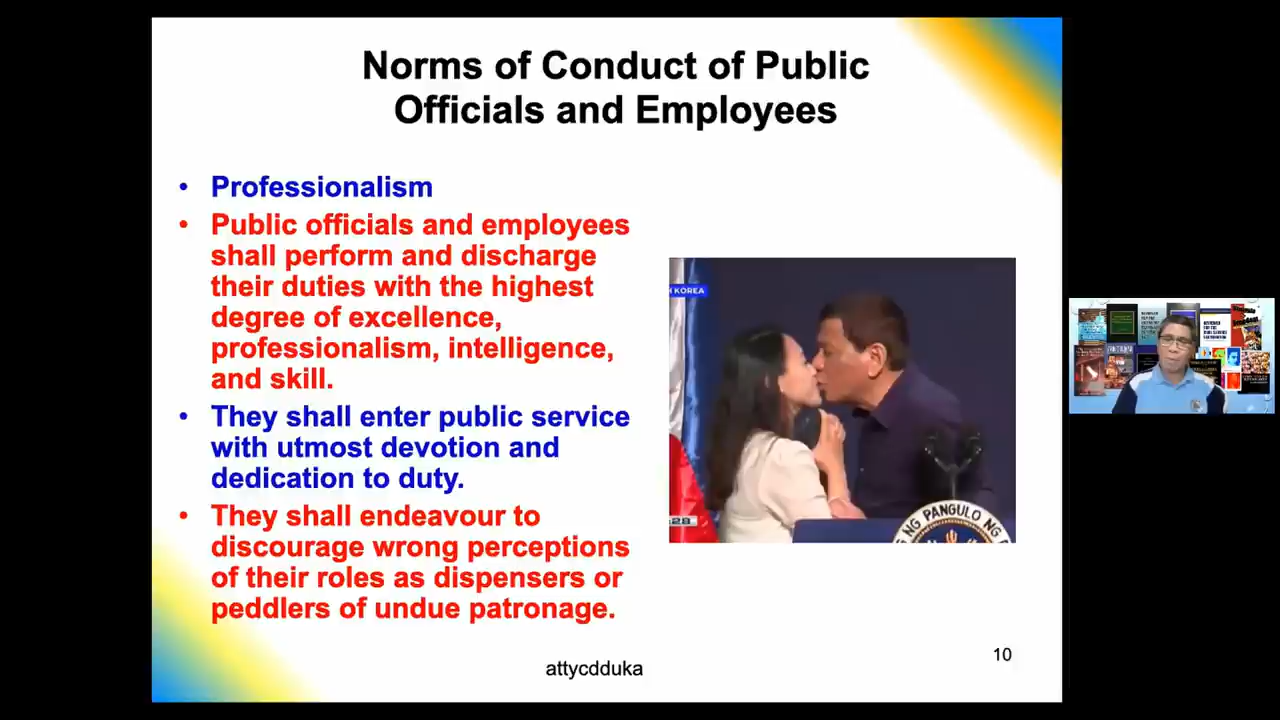 Norms of Conduct of Public
Officials and Employees
• Professionalism
• Public officials and employees
shall perform and discharge
their duties with the highest
degree of excellence,
professionalism, intelligence,
and skill.
• They shall enter public service
with utmost devotion and
dedication to duty.
• They shall endeavour to
discourage wrong perceptions
of their roles as dispensers or
peddlers of undue patronage.
H KOREA
:28
NG PANGULO NG P
attycdduka
10